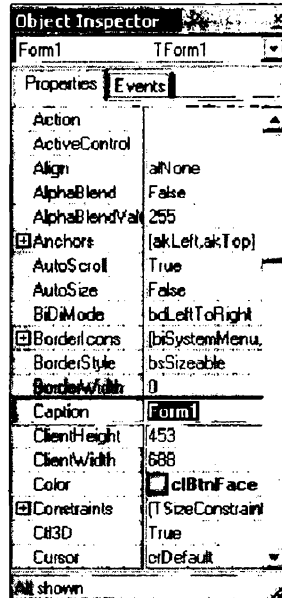 Object Inspector
Form1 TForm1
Properties Events
Action
ActiveControl
Align alNone
AlphaBlend False
AlphaBlendValu 255
Anchors [akLeft,akTop]
AutoScroll True
AutoSize False
BiDiMode bdLeftToRight
BorderIcons [biSystemMenu,
BorderStyle bsSizeable
BorderWidth 0
Caption Form1
ClientHeight 453
ClientWidth 688
Color clBtnFace
Constraints (TSizeConstraint
Ctl3D True
Cursor crDefault
All shown